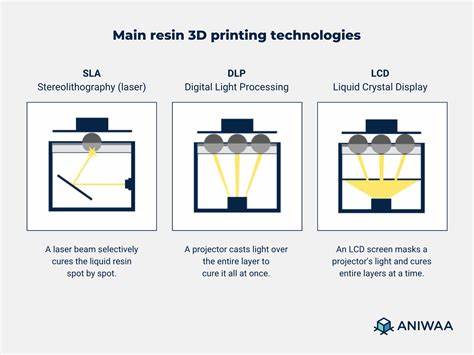 Main resin 3D printing technologies
SLA
Stereolithography (laser)
A laser beam selectively
cures the liquid resin
spot by spot.
DLP
Digital Light Processing
A projector casts light over
the entire layer to
cure it all at once.
LCD
Liquid Crystal Display
An LCD screen masks a
projector's light and cures
entire layers at a time.
ANIWAA